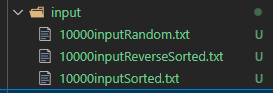 input
10000inputRandom.txt U
10000inputReverseSorted.txt U
10000inputSorted.txt U